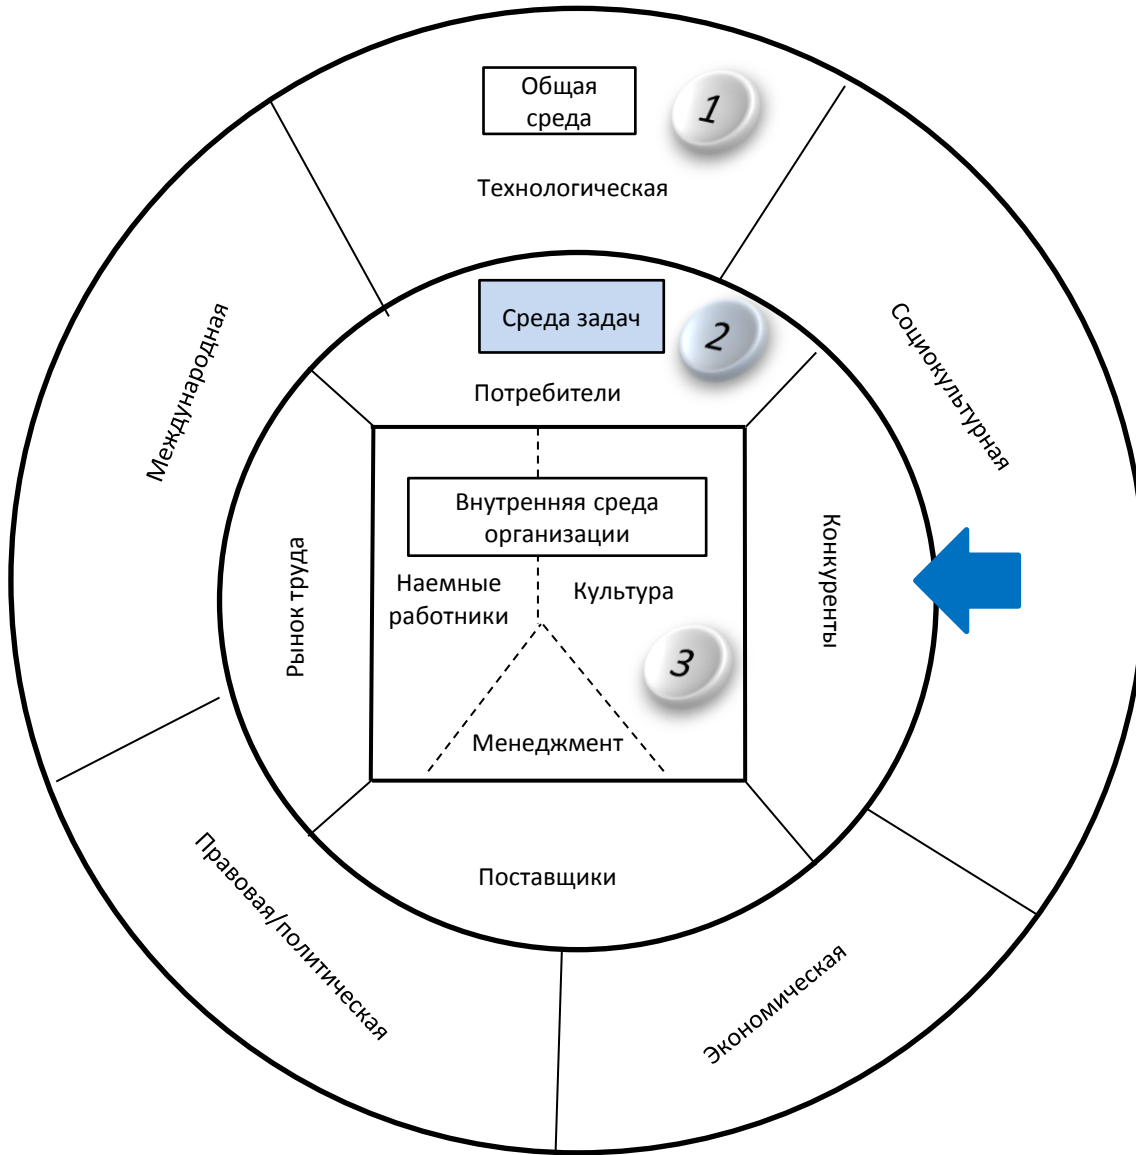 Общая
среда
1
Технологическая
Международная
Социокультурная
Среда задач
2
Потребители
Рынок труда
Конкуренты
Внутренняя среда
организации
Наемные
работники
Культура
3
Менеджмент
Поставщики
Правовая/политическая
Экономическая